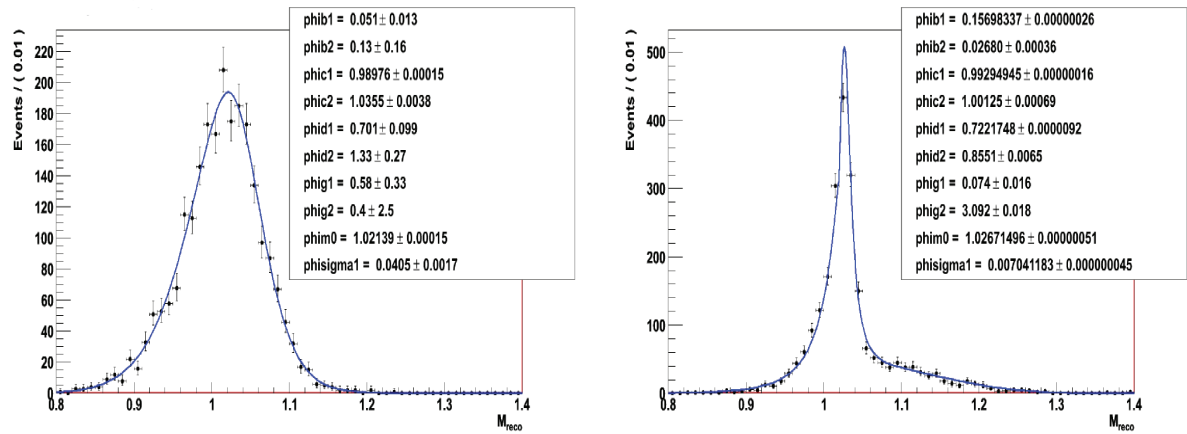 phib1 = 0.051 ± 0.013
phib2 = 0.13 ± 0.16
phic1 = 0.98976 ± 0.00015
phic2 = 1.0355 ± 0.0038
phid1 = 0.701 ± 0.099
phid2 = 1.33 ± 0.27
phig1 = 0.58 ± 0.33
phig2 = 0.4 ± 2.5
phim0 = 1.02139 ± 0.00015
phisigma1 = 0.0405 ± 0.0017
Events / ( 0.01 )
220
200
180
160
140
120
100
80
60
40
20
0
0.8 0.9 1 1.1 1.2 1.3 1.4
Mreco
phib1 = 0.15698337 ± 0.00000026
phib2 = 0.02680 ± 0.00036
phic1 = 0.99294945 ± 0.00000016
phic2 = 1.00125 ± 0.00069
phid1 = 0.7221748 ± 0.0000092
phid2 = 0.8551 ± 0.0065
phig1 = 0.074 ± 0.016
phig2 = 3.092 ± 0.018
phim0 = 1.02671496 ± 0.00000051
phisigma1 = 0.007041183 ± 0.000000045
Events / ( 0.01 )
500
400
300
200
100
0
0.8 0.9 1 1.1 1.2 1.3 1.4
Mreco